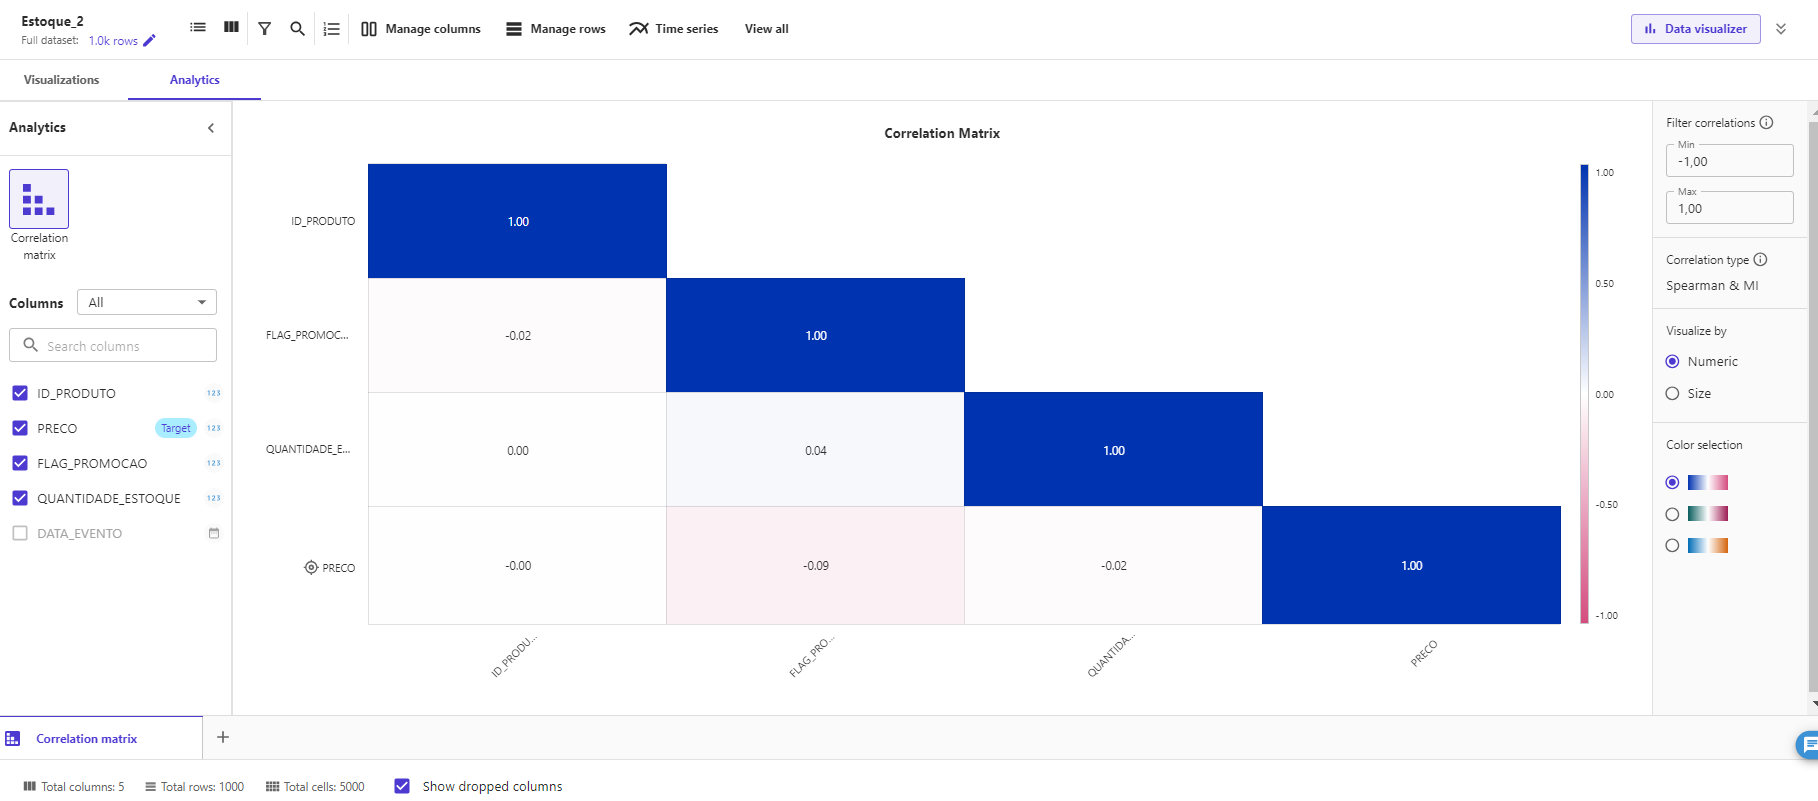 Estoque_2
Full dataset: 1.0k rows
Manage columns
Manage rows
Time series
View all
Data visualizer
Visualizations
Analytics
Analytics
Correlation
matrix
Columns
All
Search columns
ID_PRODUTO 123
PRECO Target 123
FLAG_PROMOCAO 123
QUANTIDADE_ESTOQUE 123
DATA_EVENTO
Correlation Matrix
ID_PRODUTO
1.00
FLAG_PROMOC...
-0.02
1.00
QUANTIDADE_E...
0.00
0.04
1.00
PRECO
-0.00
-0.09
-0.02
1.00
ID_PRODU...
FLAG_PRO...
QUANTIDA...
PRECO
1.00
0.50
0.00
-0.50
-1.00
Filter correlations
Min
-1,00
Max
1,00
Correlation type
Spearman & MI
Visualize by
Numeric
Size
Color selection
Correlation matrix
Total columns: 5
Total rows: 1000
Total cells: 5000
Show dropped columns